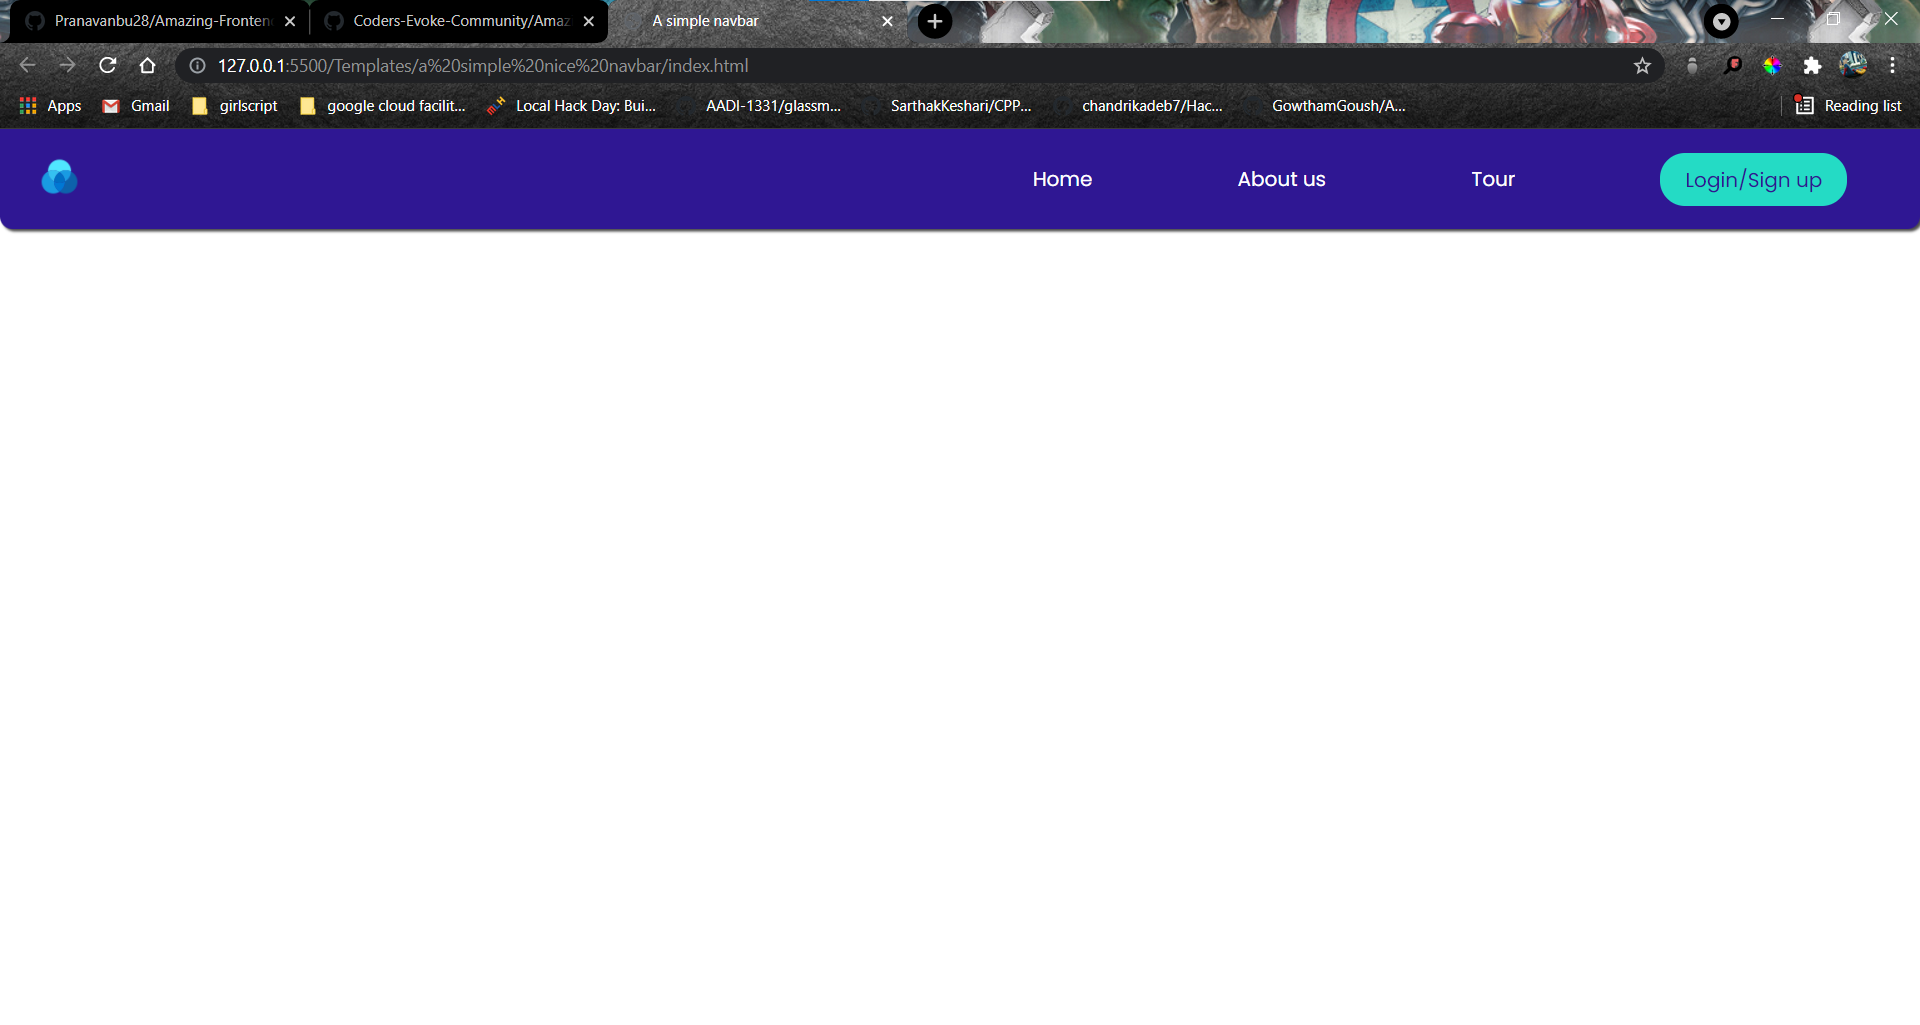 Pranavanbu28/Amazing-Fronten
Coders-Evoke-Community/Amaz
A simple navbar
127.0.0.1:5500/Templates/a%20simple%20nice%20navbar/index.html
Apps
Gmail
girlscript
google cloud facilit...
Local Hack Day: Bui...
AADI-1331/glassm...
SarthakKeshari/CPP...
chandrikadeb7/Hac...
GowthamGoush/A...
Reading list
Home
About us
Tour
Login/Sign up